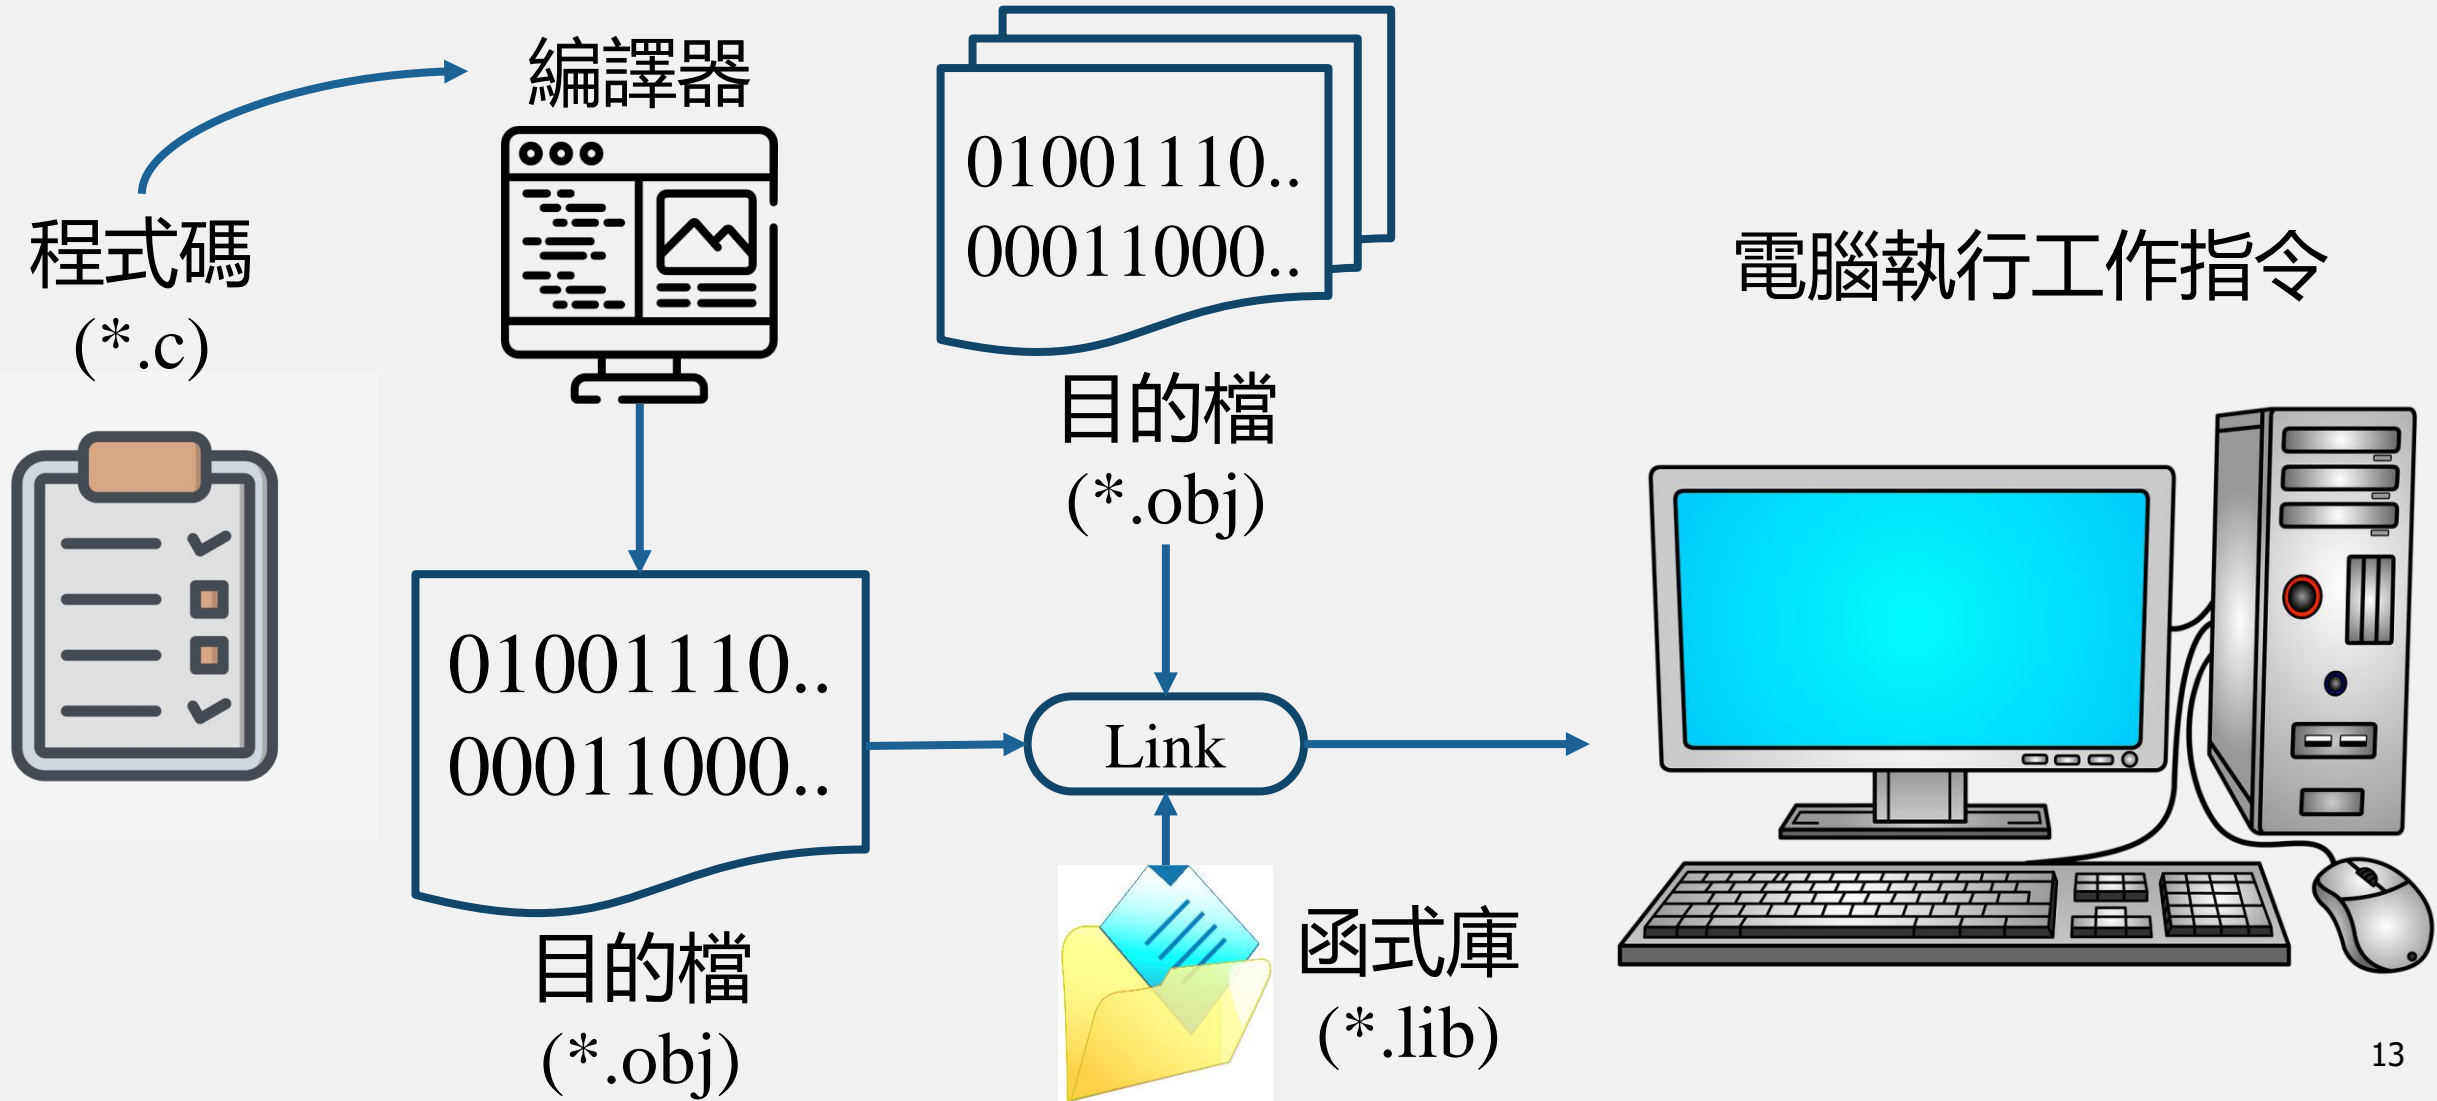 編譯器
程式碼
(*.c)
01001110..
00011000..
目的檔
(*.obj)
01001110..
00011000..
目的檔
(*.obj)
Link
函式庫
(*.lib)
電腦執行工作指令
13